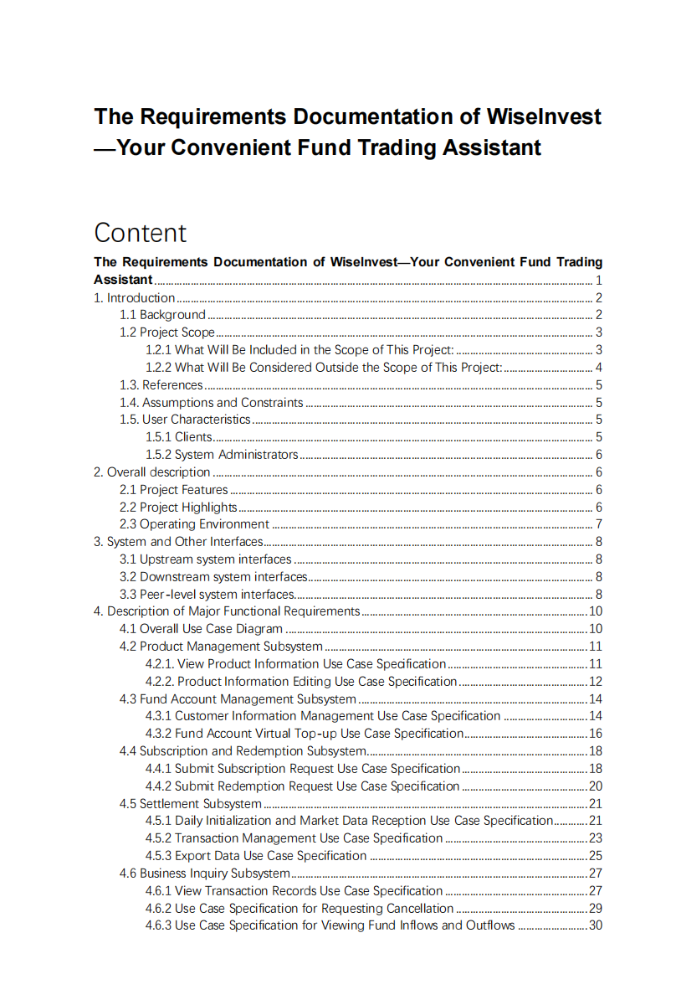 The Requirements Documentation of WiseInvest
—Your Convenient Fund Trading Assistant
Content
The Requirements Documentation of WiseInvest—Your Convenient Fund Trading
Assistant 1
1. Introduction 2
1.1 Background 2
1.2 Project Scope 3
1.2.1 What Will Be Included in the Scope of This Project: 3
1.2.2 What Will Be Considered Outside the Scope of This Project: 4
1.3. References 5
1.4. Assumptions and Constraints 5
1.5. User Characteristics 5
1.5.1 Clients 5
1.5.2 System Administrators 6
2. Overall description 6
2.1 Project Features 6
2.2 Project Highlights 6
2.3 Operating Environment 7
3. System and Other Interfaces 8
3.1 Upstream system interfaces 8
3.2 Downstream system interfaces 8
3.3 Peer-level system interfaces 8
4. Description of Major Functional Requirements 10
4.1 Overall Use Case Diagram 10
4.2 Product Management Subsystem 11
4.2.1. View Product Information Use Case Specification 11
4.2.2. Product Information Editing Use Case Specification 12
4.3 Fund Account Management Subsystem 14
4.3.1 Customer Information Management Use Case Specification 14
4.3.2 Fund Account Virtual Top-up Use Case Specification 16
4.4 Subscription and Redemption Subsystem 18
4.4.1 Submit Subscription Request Use Case Specification 18
4.4.2 Submit Redemption Request Use Case Specification 20
4.5 Settlement Subsystem 21
4.5.1 Daily Initialization and Market Data Reception Use Case Specification 21
4.5.2 Transaction Management Use Case Specification 23
4.5.3 Export Data Use Case Specification 25
4.6 Business Inquiry Subsystem 27
4.6.1 View Transaction Records Use Case Specification 27
4.6.2 Use Case Specification for Requesting Cancellation 29
4.6.3 Use Case Specification for Viewing Fund Inflows and Outflows 30